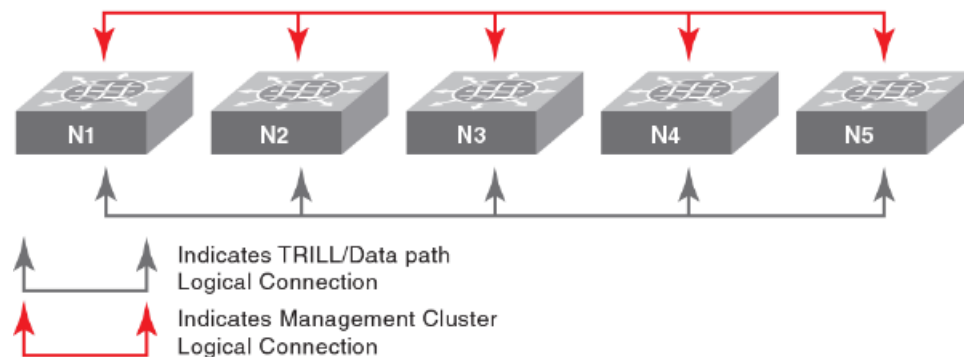 N1
N2
N3
N4
N5
Indicates TRILL/Data path
Logical Connection
Indicates Management Cluster
Logical Connection